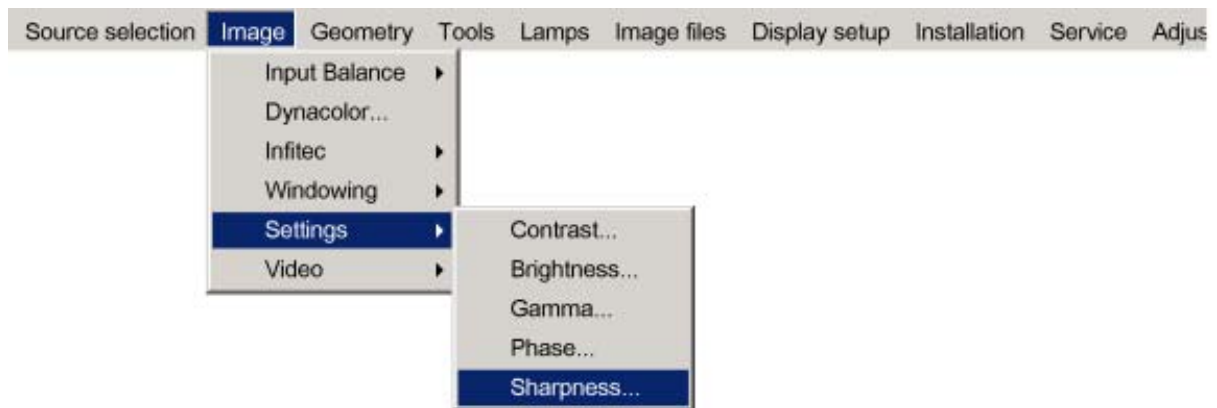 Source selection Image Geometry Tools Lamps Image files Display setup Installation Service Adjus
Input Balance
Dynacolor...
Infitec
Windowing
Settings
Video
Contrast...
Brightness...
Gamma...
Phase...
Sharpness...